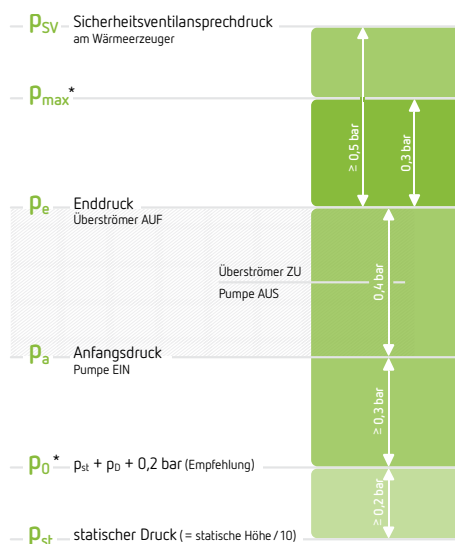 pSV Sicherheitsventilansprechdruck
am Wärmeerzeuger
pmax*
≥ 0,5 bar
0,3 bar
pe Enddruck
Überströmer AUF
Überströmer ZU
Pumpe AUS
0,4 bar
pa Anfangsdruck
Pumpe EIN
≥ 0,3 bar
p0* pst + pD + 0,2 bar (Empfehlung)
≥ 0,2 bar
pst statischer Druck (= statische Höhe / 10)